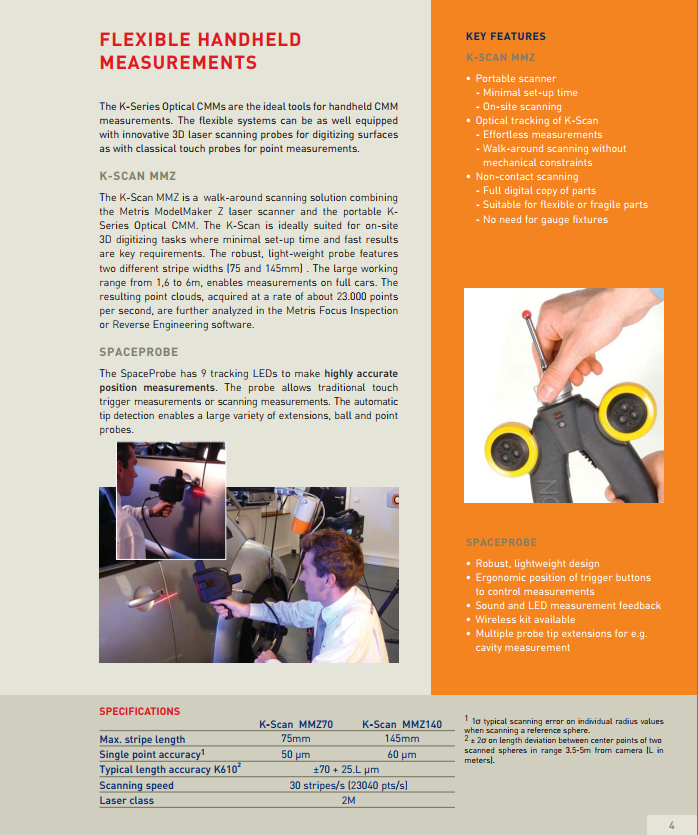 FLEXIBLE HANDHELD
MEASUREMENTS
The K-Series Optical CMMs are the ideal tools for handheld CMM
measurements. The flexible systems can be as well equipped
with innovative 3D laser scanning probes for digitizing surfaces
as with classical touch probes for point measurements.
K-SCAN MMZ
The K-Scan MMZ is a walk-around scanning solution combining
the Metris ModelMaker Z laser scanner and the portable K-
Series Optical CMM. The K-Scan is ideally suited for on-site
3D digitizing tasks where minimal set-up time and fast results
are key requirements. The robust, light-weight probe features
two different stripe widths (75 and 145mm) . The large working
range from 1,6 to 6m, enables measurements on full cars. The
resulting point clouds, acquired at a rate of about 23.000 points
per second, are further analyzed in the Metris Focus Inspection
or Reverse Engineering software.
SPACEPROBE
The SpaceProbe has 9 tracking LEDs to make highly accurate
position measurements. The probe allows traditional touch
trigger measurements or scanning measurements. The automatic
tip detection enables a large variety of extensions, ball and point
probes.
KEY FEATURES
K-SCAN MMZ
• Portable scanner
- Minimal set-up time
- On-site scanning
• Optical tracking of K-Scan
- Effortless measurements
- Walk-around scanning without
mechanical constraints
• Non-contact scanning
- Full digital copy of parts
- Suitable for flexible or fragile parts
- No need for gauge fixtures
SPACEPROBE
• Robust, lightweight design
• Ergonomic position of trigger buttons
to control measurements
• Sound and LED measurement feedback
• Wireless kit available
• Multiple probe tip extensions for e.g.
cavity measurement
SPECIFICATIONS
K-Scan MMZ70 K-Scan MMZ140
Max. stripe length 75mm 145mm
Single point accuracy1 50 µm 60 µm
Typical length accuracy K6102 ±70 + 25.L µm
Scanning speed 30 stripes/s (23040 pts/s)
Laser class 2M
1 1σ typical scanning error on individual radius values
when scanning a reference sphere.
2 ± 2σ on length deviation between center points of two
scanned spheres in range 3.5-5m from camera (L in
meters).
4